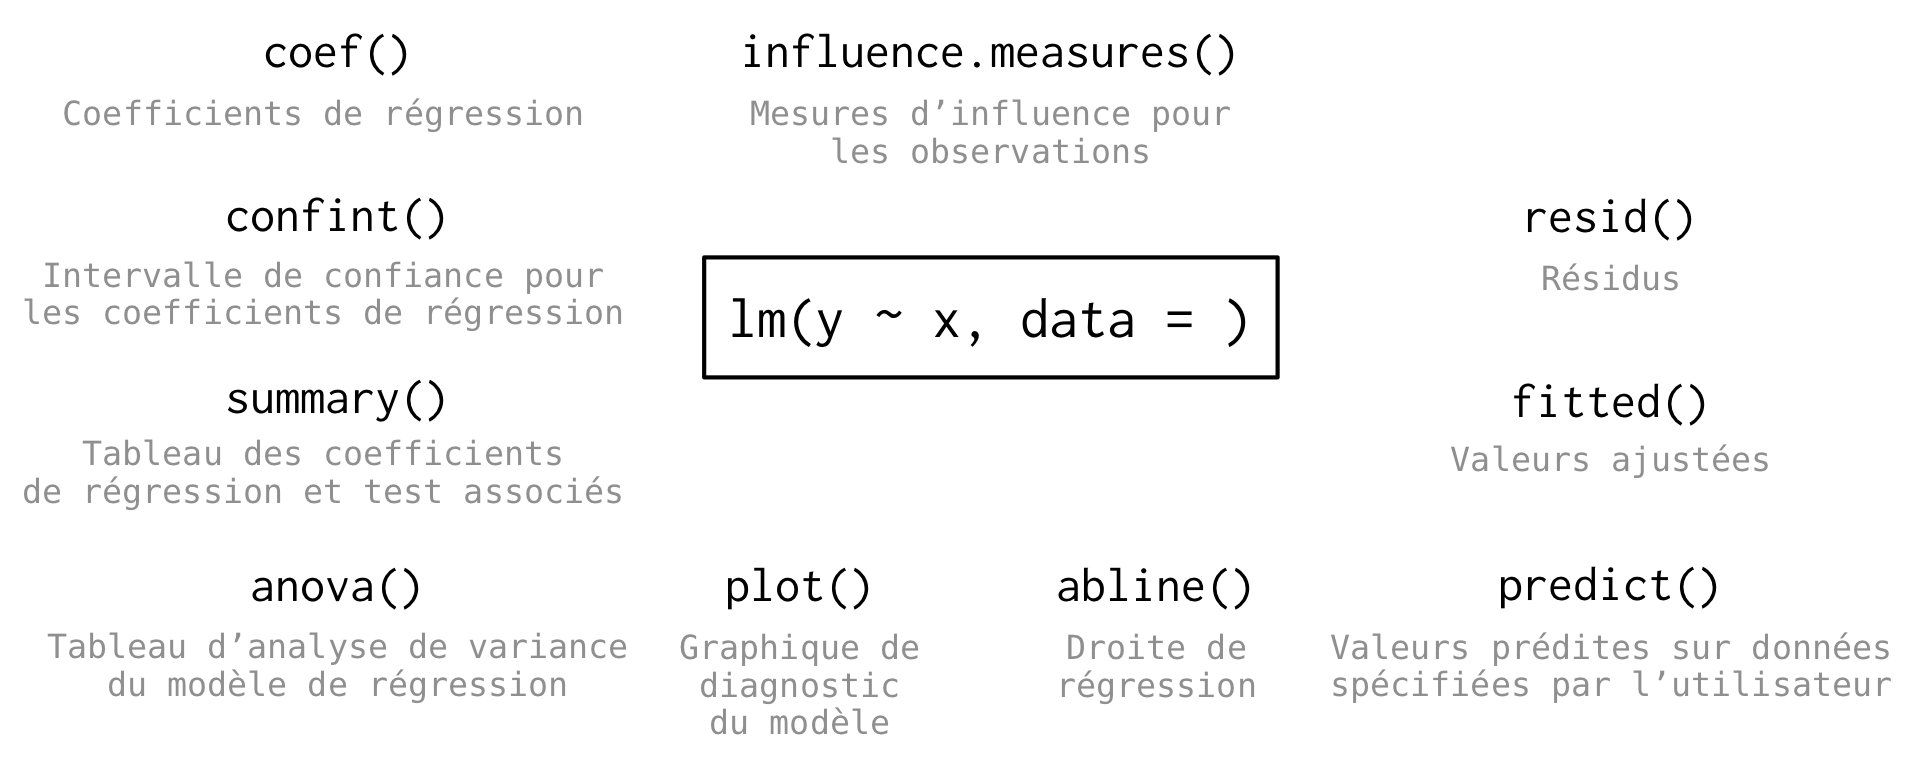 coef()
Coefficients de régression
influence.measures()
Mesures d’influence pour
les observations
confint()
Intervalle de confiance pour
les coefficients de régression
resid()
Résidus
lm(y ~ x, data = )
summary()
Tableau des coefficients
de régression et test associés
fitted()
Valeurs ajustées
anova()
Tableau d’analyse de variance
du modèle de régression
plot()
Graphique de
diagnostic
du modèle
abline()
Droite de
régression
predict()
Valeurs prédites sur données
spécifiées par l’utilisateur